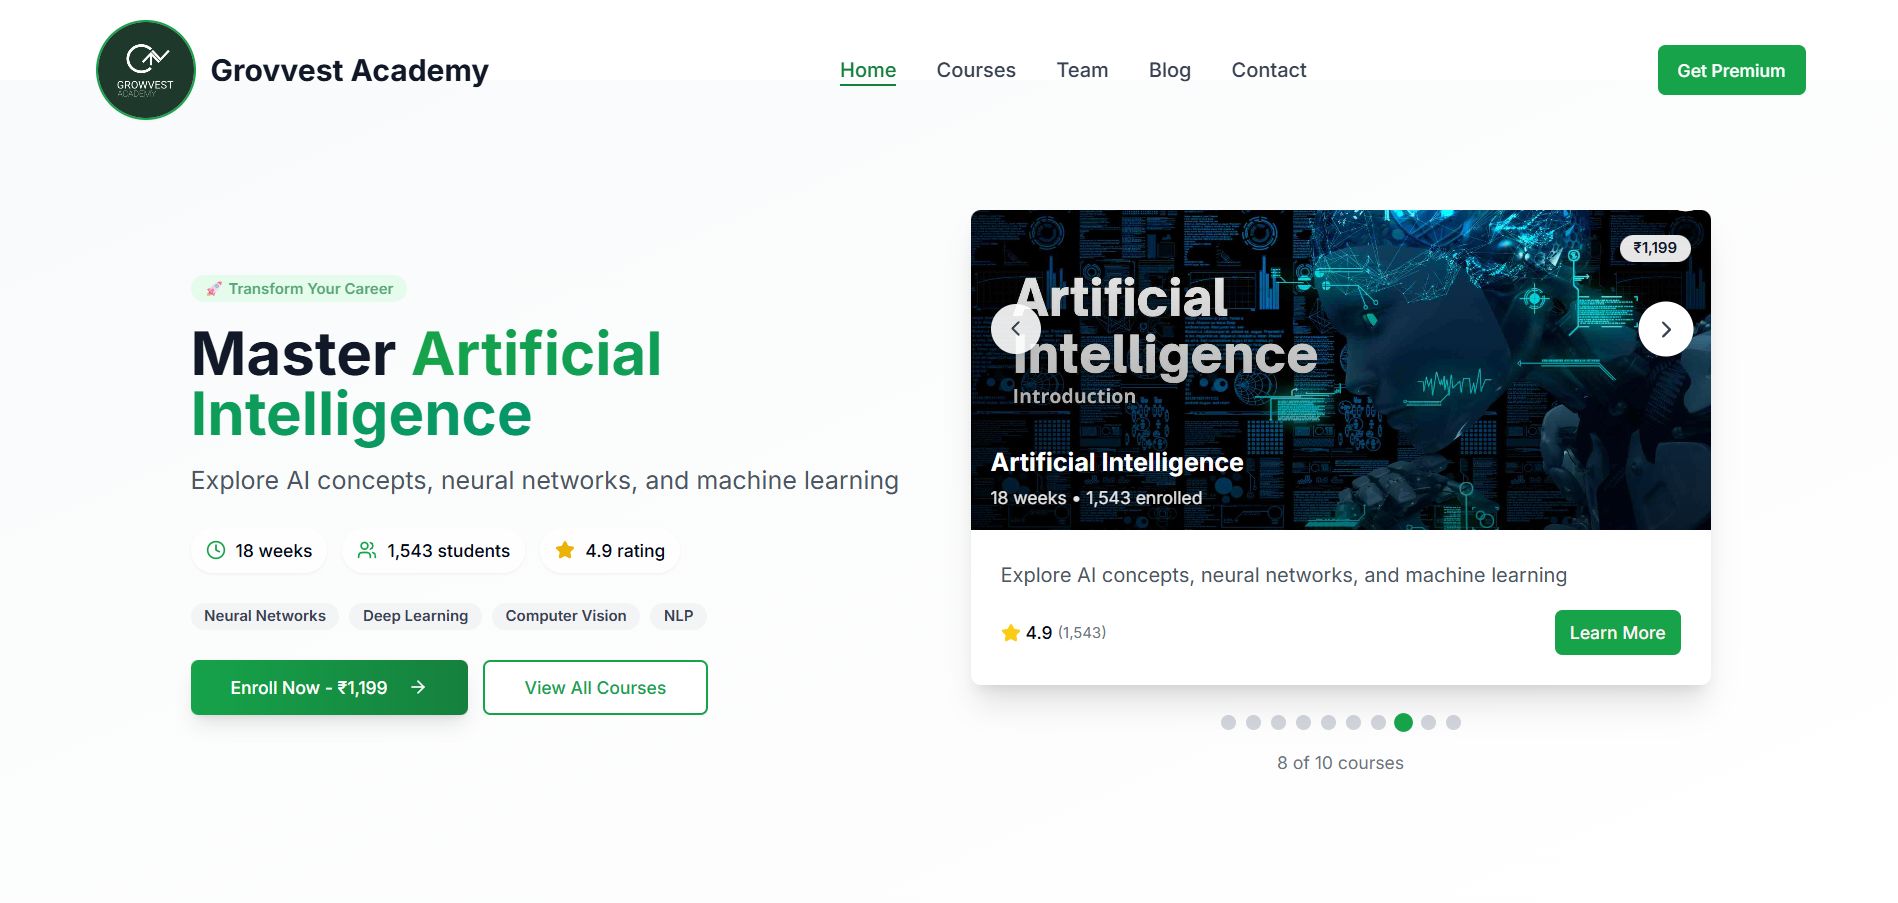 GROWVEST
ACADEMY
Grovvest Academy
Home
Courses
Team
Blog
Contact
Get Premium
🚀 Transform Your Career
Master Artificial
Intelligence
Explore AI concepts, neural networks, and machine learning
18 weeks
1,543 students
4.9 rating
Neural Networks
Deep Learning
Computer Vision
NLP
Enroll Now - ₹1,199 →
View All Courses
₹1,199
Artificial
Intelligence
Introduction
Artificial Intelligence
18 weeks • 1,543 enrolled
Explore AI concepts, neural networks, and machine learning
4.9 (1,543)
Learn More
8 of 10 courses